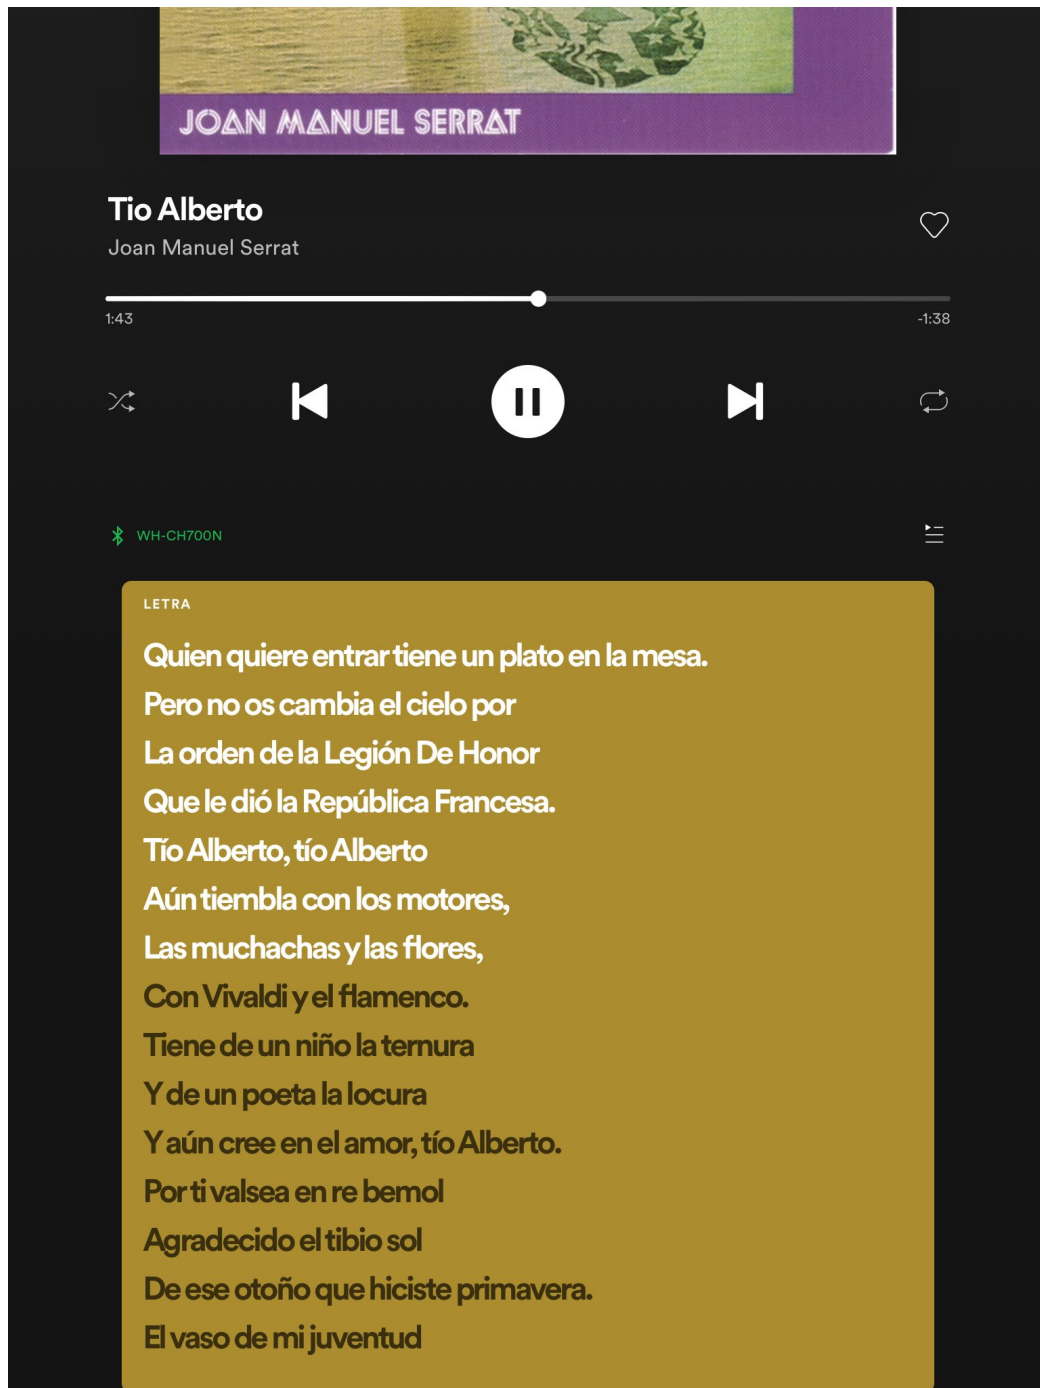 JOAN MANUEL SERRAT
Tio Alberto
Joan Manuel Serrat
1:43
-1:38
WH-CH700N
LETRA
Quien quiere entrar tiene un plato en la mesa.
Pero no os cambia el cielo por
La orden de la Legión De Honor
Que le dió la República Francesa.
Tío Alberto, tío Alberto
Aún tiembla con los motores,
Las muchachas y las flores,
Con Vivaldi y el flamenco.
Tiene de un niño la ternura
Y de un poeta la locura
Y aún cree en el amor, tío Alberto.
Por ti valsea en re bemol
Agradecido el tibio sol
De ese otoño que hiciste primavera.
El vaso de mi juventud